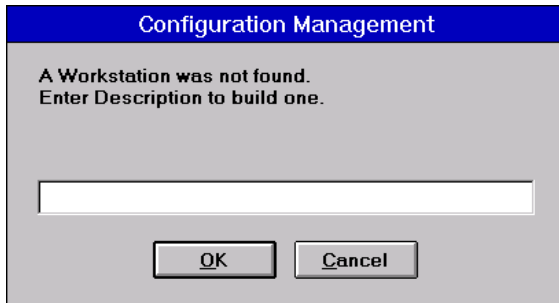 Configuration Management
A Workstation was not found.
Enter Description to build one.
OK
Cancel